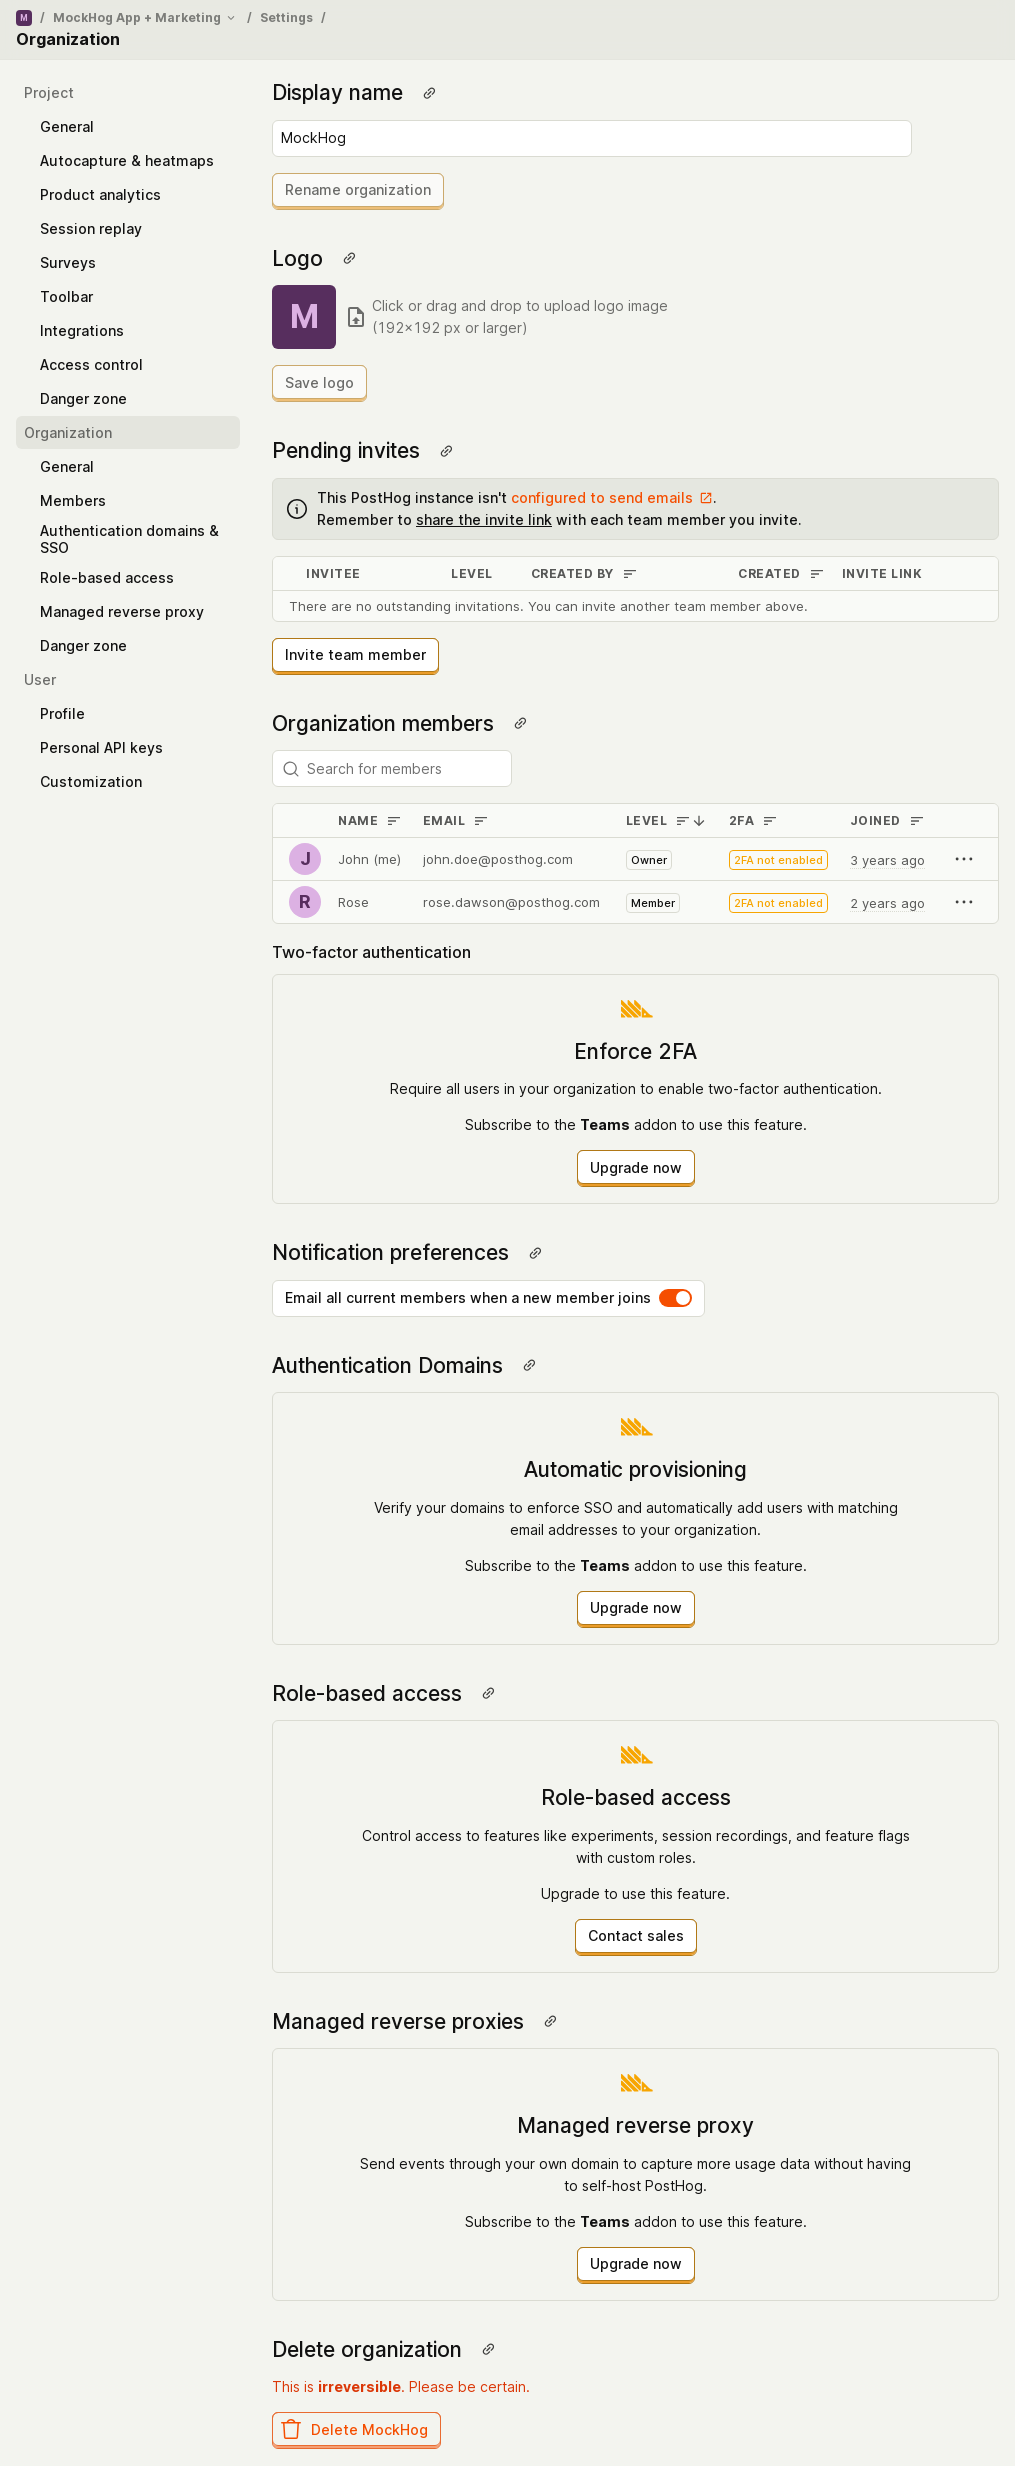 M / MockHog App + Marketing / Settings /
Organization
Project
General
Autocapture & heatmaps
Product analytics
Session replay
Surveys
Toolbar
Integrations
Access control
Danger zone
Organization
General
Members
Authentication domains &
SSO
Role-based access
Managed reverse proxy
Danger zone
User
Profile
Personal API keys
Customization
Display name
MockHog
Rename organization
Logo
M
Click or drag and drop to upload logo image
(192×192 px or larger)
Save logo
Pending invites
This PostHog instance isn't configured to send emails.
Remember to share the invite link with each team member you invite.
INVITEE LEVEL CREATED BY CREATED INVITE LINK
There are no outstanding invitations. You can invite another team member above.
Invite team member
Organization members
Search for members
NAME EMAIL LEVEL 2FA JOINED
J John (me) john.doe@posthog.com Owner 2FA not enabled 3 years ago
R Rose rose.dawson@posthog.com Member 2FA not enabled 2 years ago
Two-factor authentication
Enforce 2FA
Require all users in your organization to enable two-factor authentication.
Subscribe to the Teams addon to use this feature.
Upgrade now
Notification preferences
Email all current members when a new member joins
Authentication Domains
Automatic provisioning
Verify your domains to enforce SSO and automatically add users with matching
email addresses to your organization.
Subscribe to the Teams addon to use this feature.
Upgrade now
Role-based access
Role-based access
Control access to features like experiments, session recordings, and feature flags
with custom roles.
Upgrade to use this feature.
Contact sales
Managed reverse proxies
Managed reverse proxy
Send events through your own domain to capture more usage data without having
to self-host PostHog.
Subscribe to the Teams addon to use this feature.
Upgrade now
Delete organization
This is irreversible. Please be certain.
Delete MockHog